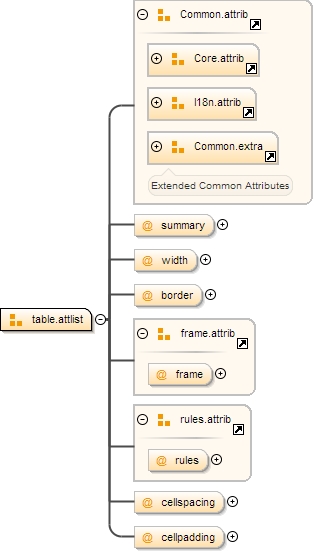 Common.attrib
Core.attrib
I18n.attrib
Common.extra
Extended Common Attributes
@ summary
@ width
@ border
table.attlist
frame.attrib
@ frame
rules.attrib
@ rules
@ cellspacing
@ cellpadding